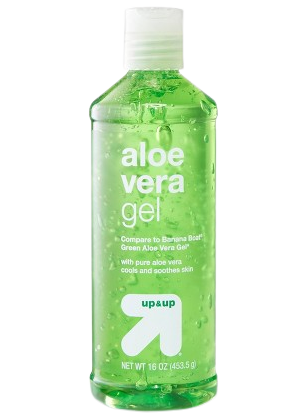 aloe
vera
gel
Compare to Banana Boat®
Green Aloe Vera Gel*
with pure aloe vera
cools and soothes skin
up&up
NET WT 16 OZ (453.5 g)